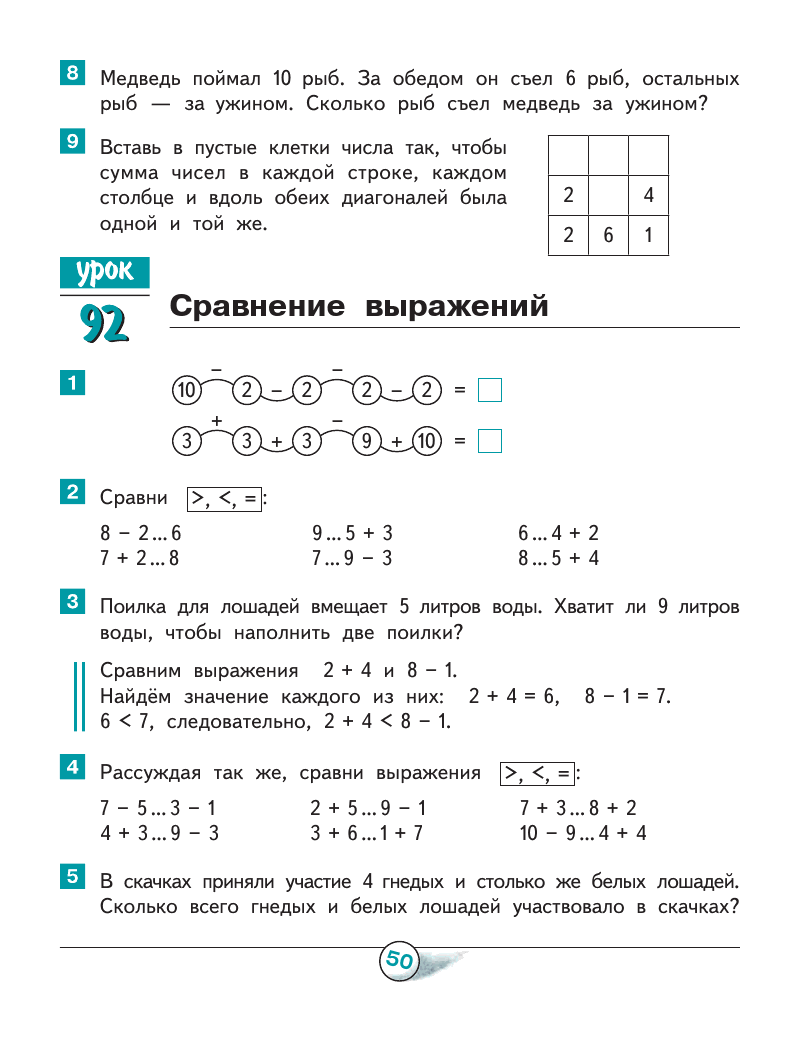 8 Медведь поймал 10 рыб. За обедом он съел 6 рыб, остальных
рыб — за ужином. Сколько рыб съел медведь за ужином?
9 Вставь в пустые клетки числа так, чтобы
сумма чисел в каждой строке, каждом
столбце и вдоль обеих диагоналей была
одной и той же.
2 4
2 6 1
урок
92
Сравнение выражений
1
10 – 2 – 2 – 2 – 2 =
3 + 3 + 3 – 9 + 10 =
2 Сравни >, <, = :
8 – 2...6 9...5 + 3 6...4 + 2
7 + 2...8 7...9 – 3 8...5 + 4
3 Поилка для лошадей вмещает 5 литров воды. Хватит ли 9 литров
воды, чтобы наполнить две поилки?
Сравним выражения 2 + 4 и 8 – 1.
Найдём значение каждого из них: 2 + 4 = 6, 8 – 1 = 7.
6 < 7, следовательно, 2 + 4 < 8 – 1.
4 Рассуждая так же, сравни выражения >, <, = :
7 – 5...3 – 1 2 + 5...9 – 1 7 + 3...8 + 2
4 + 3...9 – 3 3 + 6...1 + 7 10 – 9...4 + 4
5 В скачках приняли участие 4 гнедых и столько же белых лошадей.
Сколько всего гнедых и белых лошадей участвовало в скачках?
50